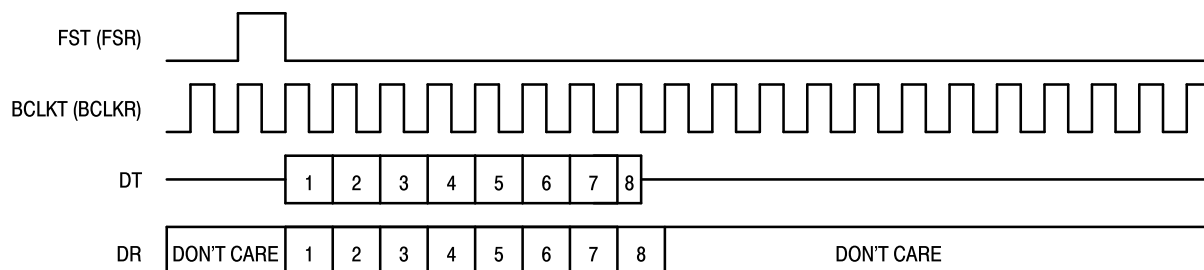 FST (FSR)
BCLKT (BCLKR)
DT 1 2 3 4 5 6 7 8
DR DON'T CARE 1 2 3 4 5 6 7 8 DON'T CARE